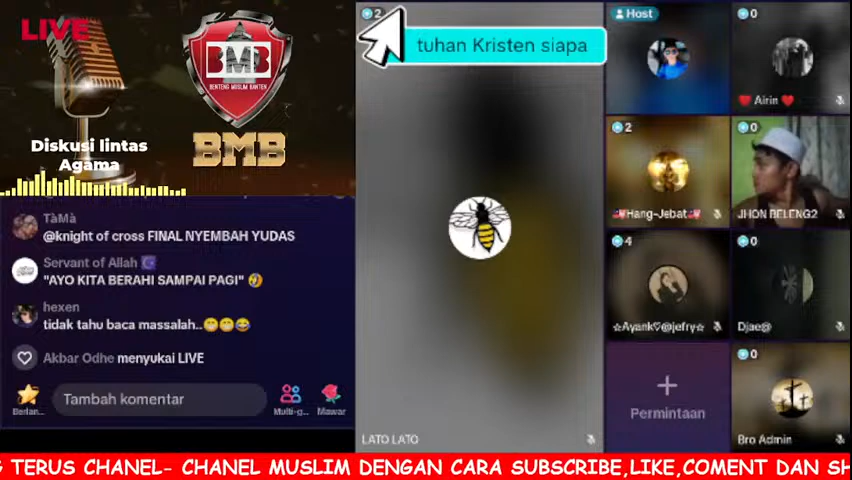 LIVE
BMB
BENTENG MUSLIM BANTEN
BMB
Diskusi lintas
Agama
TàMà
@knight of cross FINAL NYEMBAH YUDAS
Servant of Allah
"AYO KITA BERAHI SAMPAI PAGI" 🤣
hexen
tidak tahu baca massalah..😁😁😂
Akbar Odhe menyukai LIVE
Berlan...
Tambah komentar
Multi-g...
Mawar
2
tuhan Kristen siapa
LATO LATO
Host
0
❤️ Airin ❤️
2
🇲🇾Hang-Jebat🇲🇾
0
JHON BELENG2
4
☆Ayank♡@jefry☆
0
Djae@
+
Permintaan
0
Bro Admin
G TERUS CHANEL- CHANEL MUSLIM DENGAN CARA SUBSCRIBE,LIKE,COMENT DAN SH